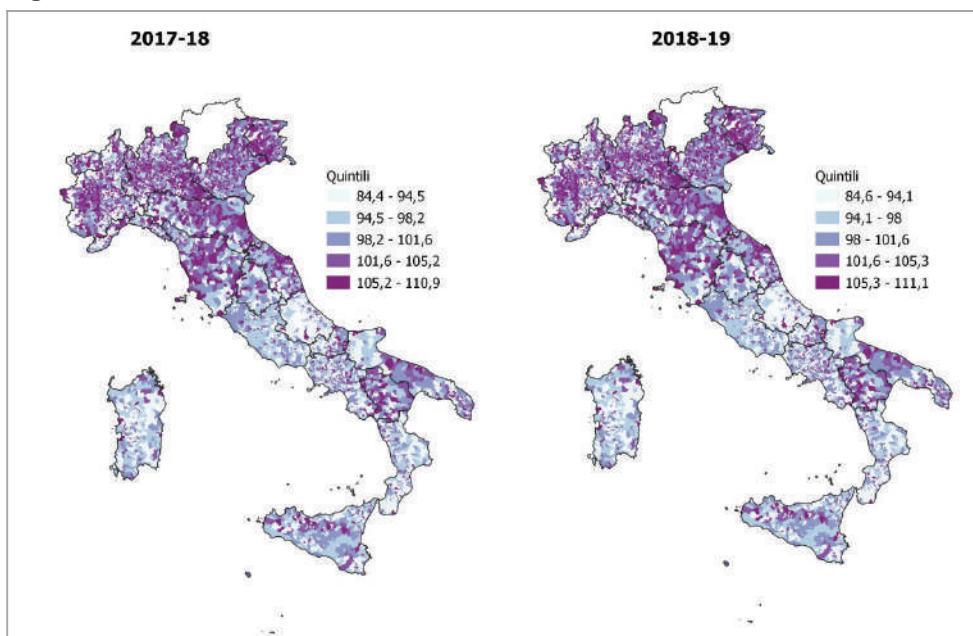 2017-18
2018-19
Quintili
84,4 - 94,5
94,5 - 98,2
98,2 - 101,6
101,6 - 105,2
105,2 - 110,9
Quintili
84,6 - 94,1
94,1 - 98
98 - 101,6
101,6 - 105,3
105,3 - 111,1